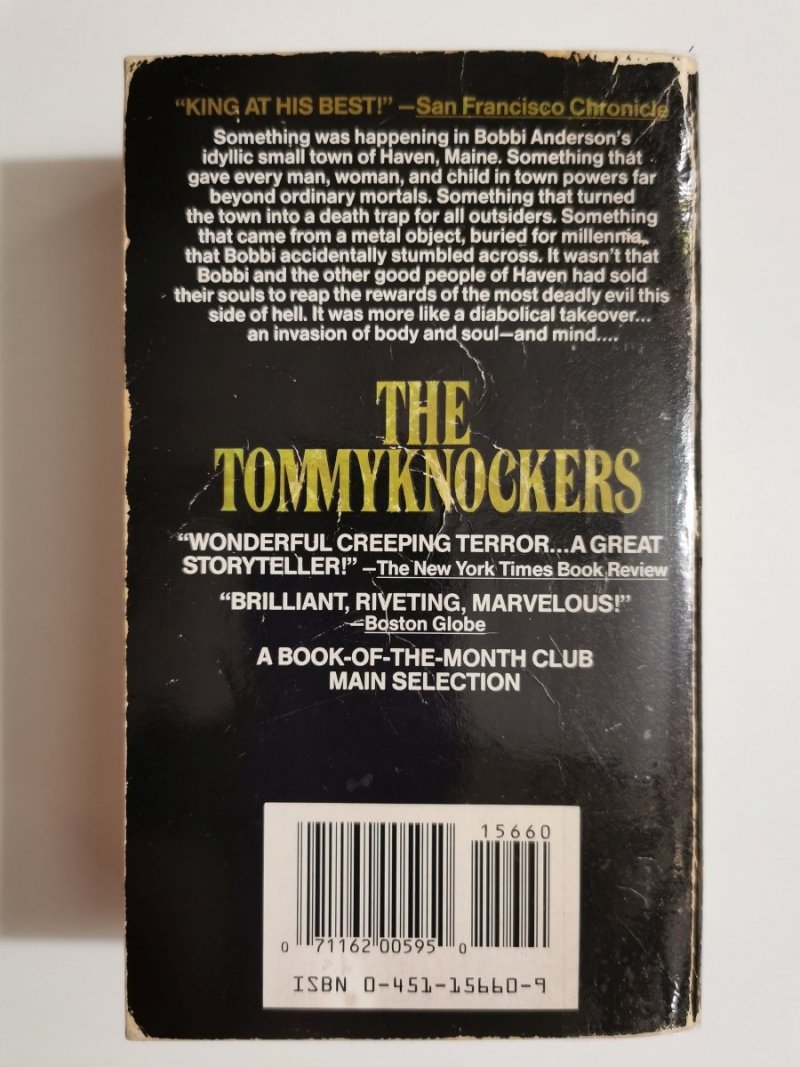 “KING AT HIS BEST!” —San Francisco Chronicle
Something was happening in Bobbi Anderson's
idyllic small town of Haven, Maine. Something that
gave every man, woman, and child in town powers far
beyond ordinary mortals. Something that turned
the town into a death trap for all outsiders. Something
that came from a metal object, buried for millennia,
that Bobbi accidentally stumbled across. It wasn't that
Bobbi and the other good people of Haven had sold
their souls to reap the rewards of the most deadly evil this
side of hell. It was more like a diabolical takeover...
an invasion of body and soul—and mind....
THE
TOMMYKNOCKERS
“WONDERFUL CREEPING TERROR...A GREAT
STORYTELLER!” —The New York Times Book Review
“BRILLIANT, RIVETING, MARVELOUS!”
—Boston Globe
A BOOK-OF-THE-MONTH CLUB
MAIN SELECTION
15660
0 71162 00595 0
ISBN 0-451-15660-9